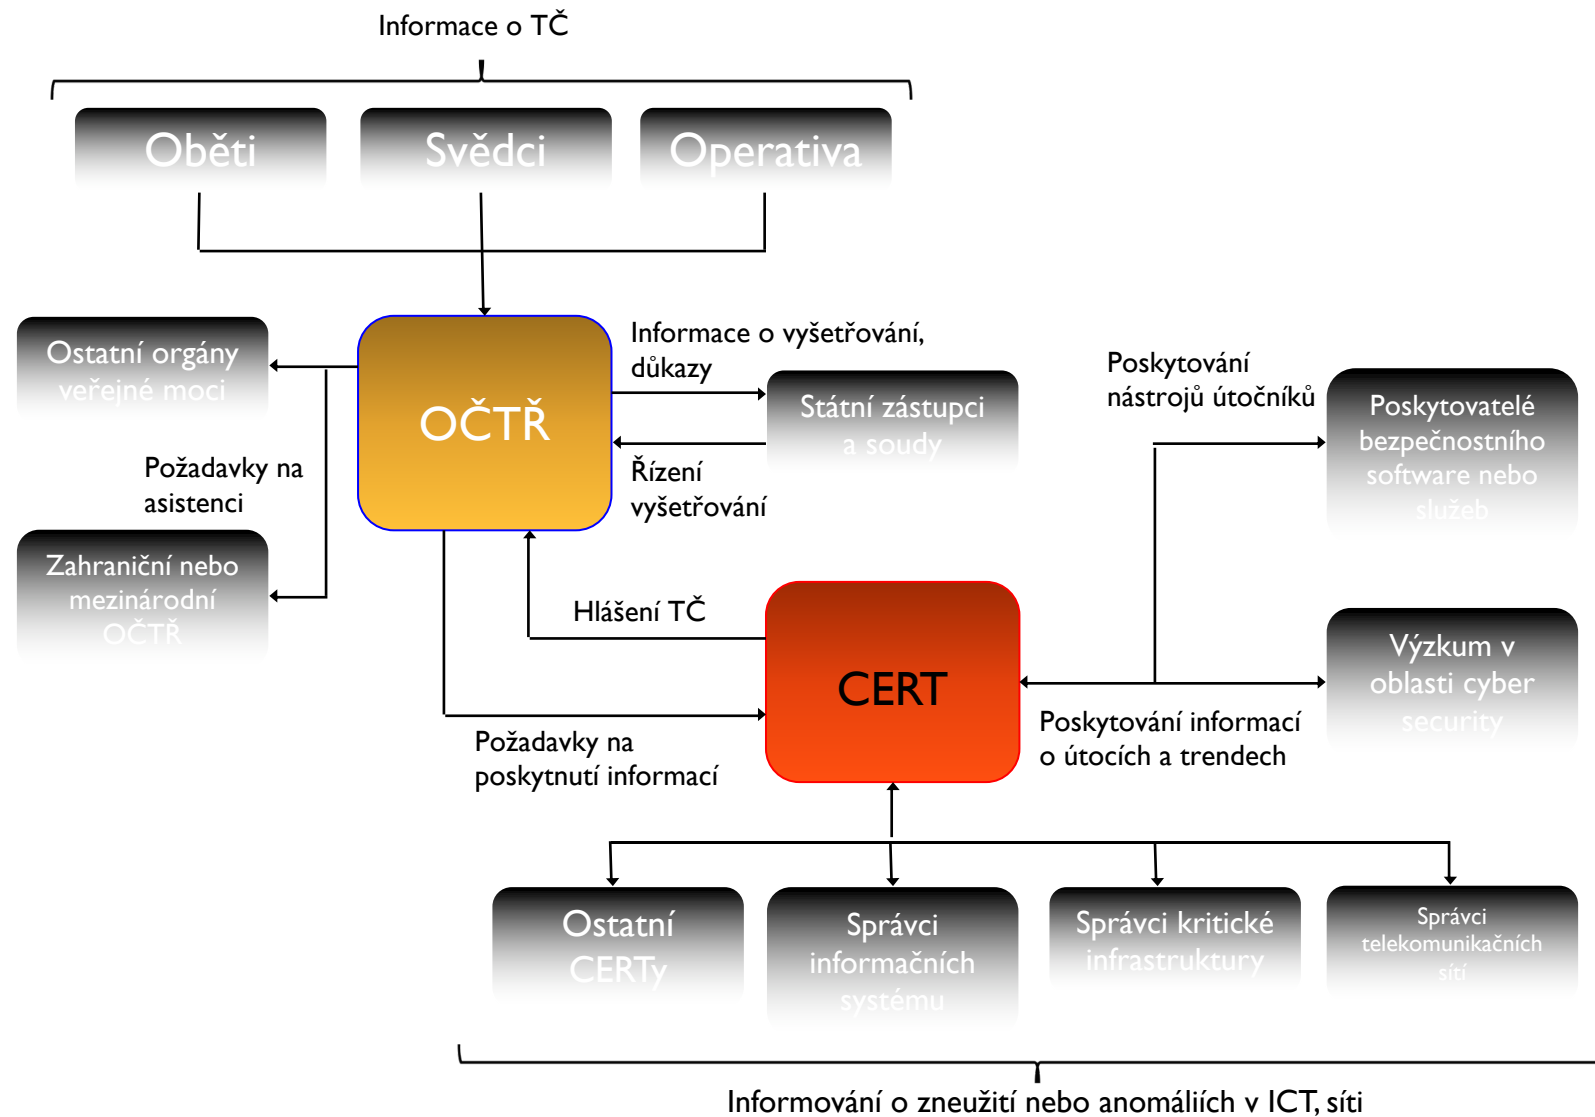 Informace o TČ
Oběti
Svědci
Operativa
Ostatní orgány
veřejné moci
OČTŘ
Informace o vyšetřování,
důkazy
Státní zástupci
a soudy
Řízení
vyšetřování
Poskytování
nástrojů útočníků
Poskytovatelé
bezpečnostního
software nebo
služeb
Požadavky na
asistenci
Zahraniční nebo
mezinárodní
OČTŘ
Hlášení TČ
CERT
Výzkum v
oblasti cyber
security
Požadavky na
poskytnutí informací
Poskytování informací
o útocích a trendech
Ostatní
CERTy
Správci
informačních
systému
Správci kritické
infrastruktury
Správci
telekomunikačních
sítí
Informování o zneužití nebo anomáliích v ICT, síti